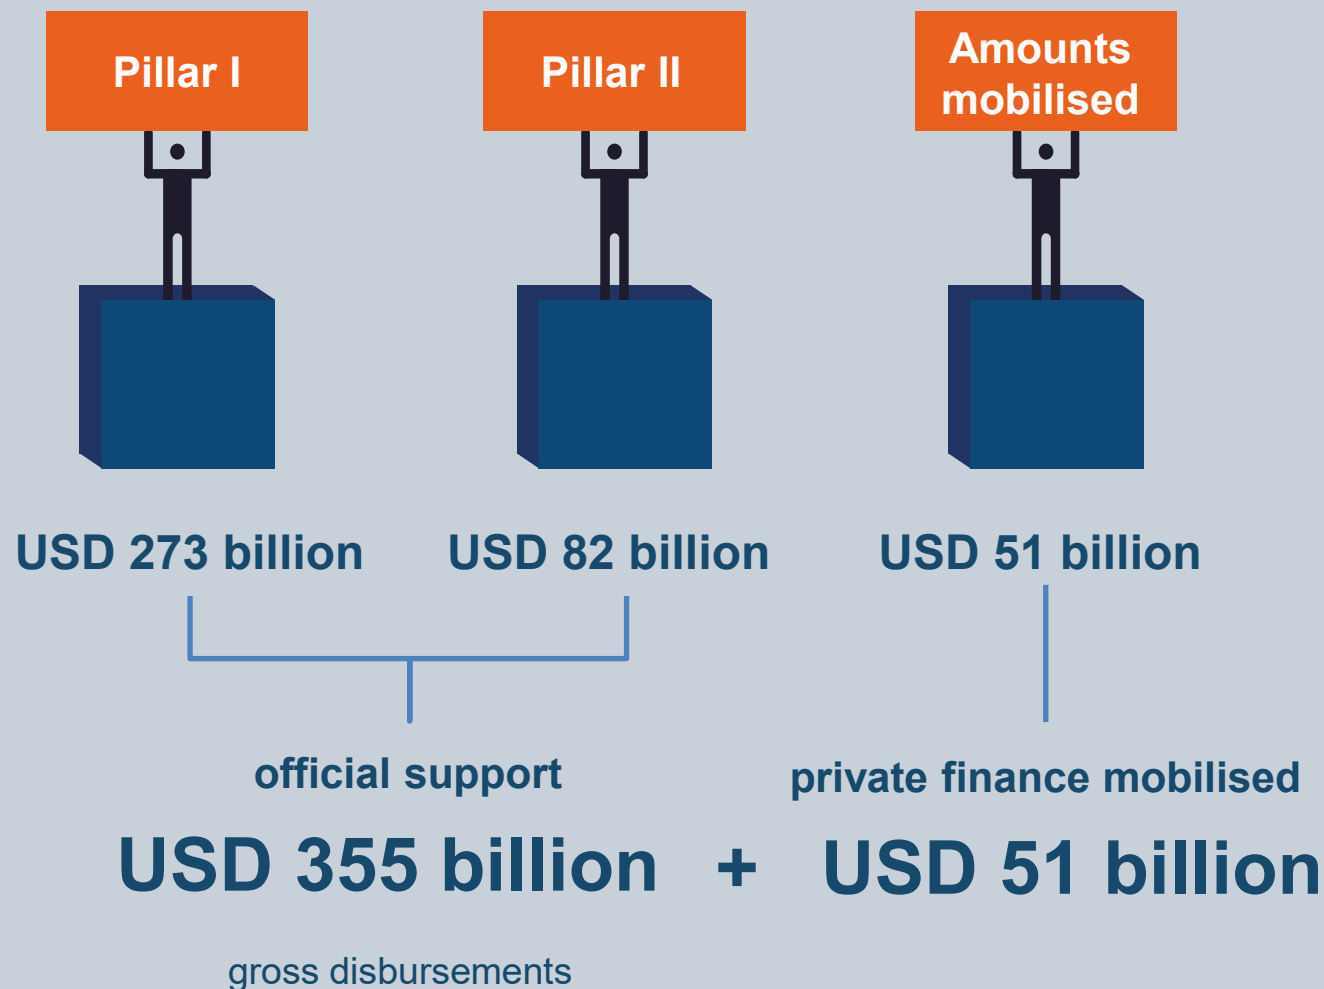 Pillar I
Pillar II
Amounts
mobilised
USD 273 billion
USD 82 billion
USD 51 billion
official support
private finance mobilised
USD 355 billion + USD 51 billion
gross disbursements